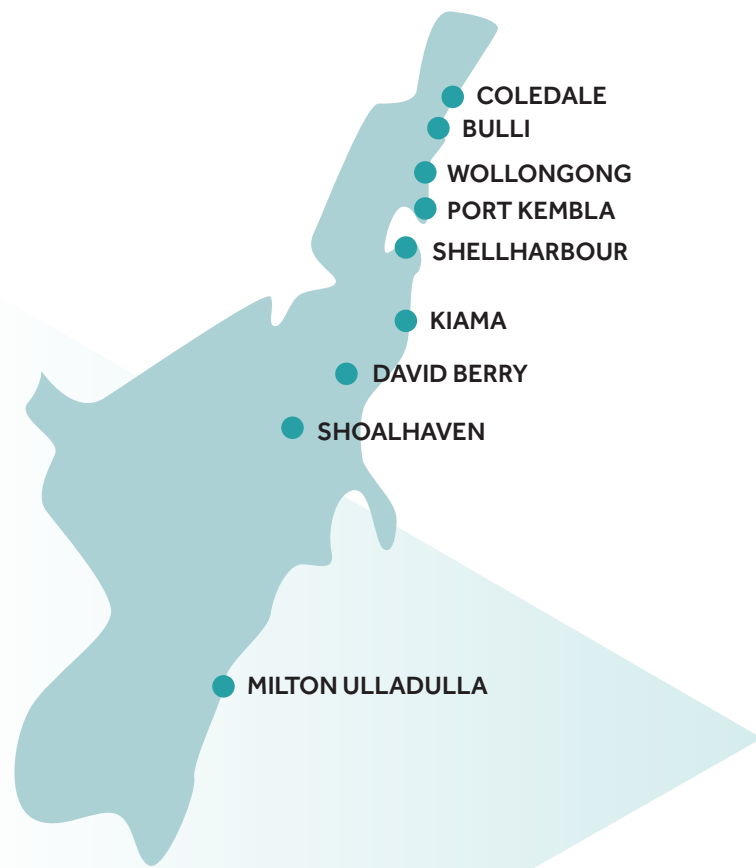 COLEDALE
BULLI
WOLLONGONG
PORT KEMBLA
SHELLHARBOUR
KIAMA
DAVID BERRY
SHOALHAVEN
MILTON ULLADULLA